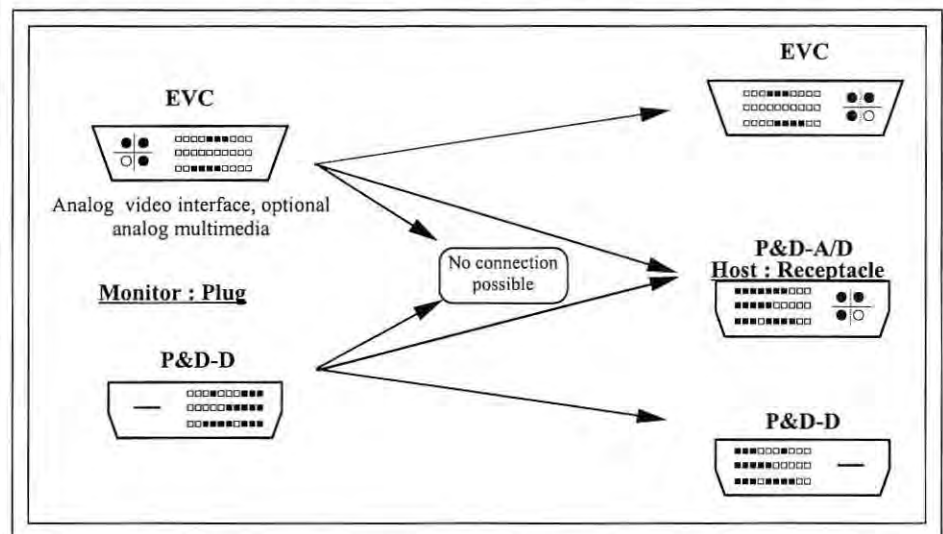 EVC
Analog video interface, optional
analog multimedia
Monitor : Plug
P&D-D
No connection
possible
EVC
P&D-A/D
Host : Receptacle
P&D-D